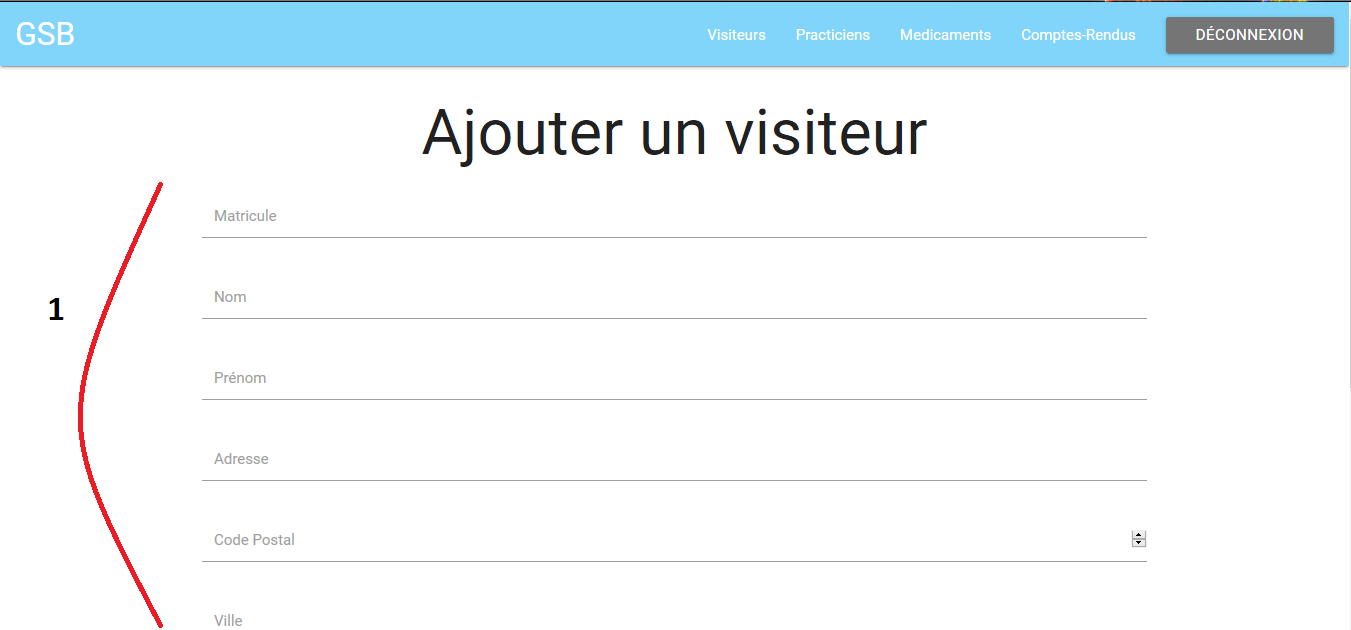 GSB
Visiteurs Practiciens Medicaments Comptes-Rendus DÉCONNEXION
Ajouter un visiteur
Matricule
1
Nom
Prénom
Adresse
Code Postal
Ville